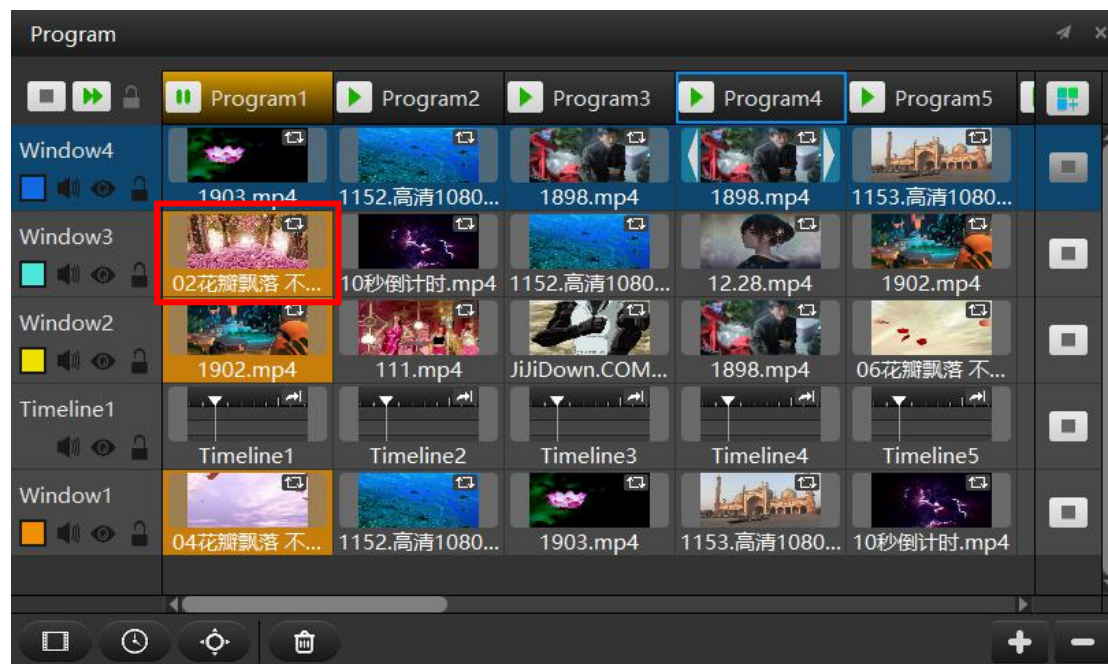 Program
Program1 Program2 Program3 Program4 Program5
Window4
1903.mp4 1152.高清1080... 1898.mp4 1898.mp4 1153.高清1080...
Window3
02花瓣飘落 不... 10秒倒计时.mp4 1152.高清1080... 12.28.mp4 1902.mp4
Window2
1902.mp4 111.mp4 JiJiDown.COM... 1898.mp4 06花瓣飘落 不...
Timeline1
Timeline1 Timeline2 Timeline3 Timeline4 Timeline5
Window1
04花瓣飘落 不... 1152.高清1080... 1903.mp4 1153.高清1080... 10秒倒计时.mp4